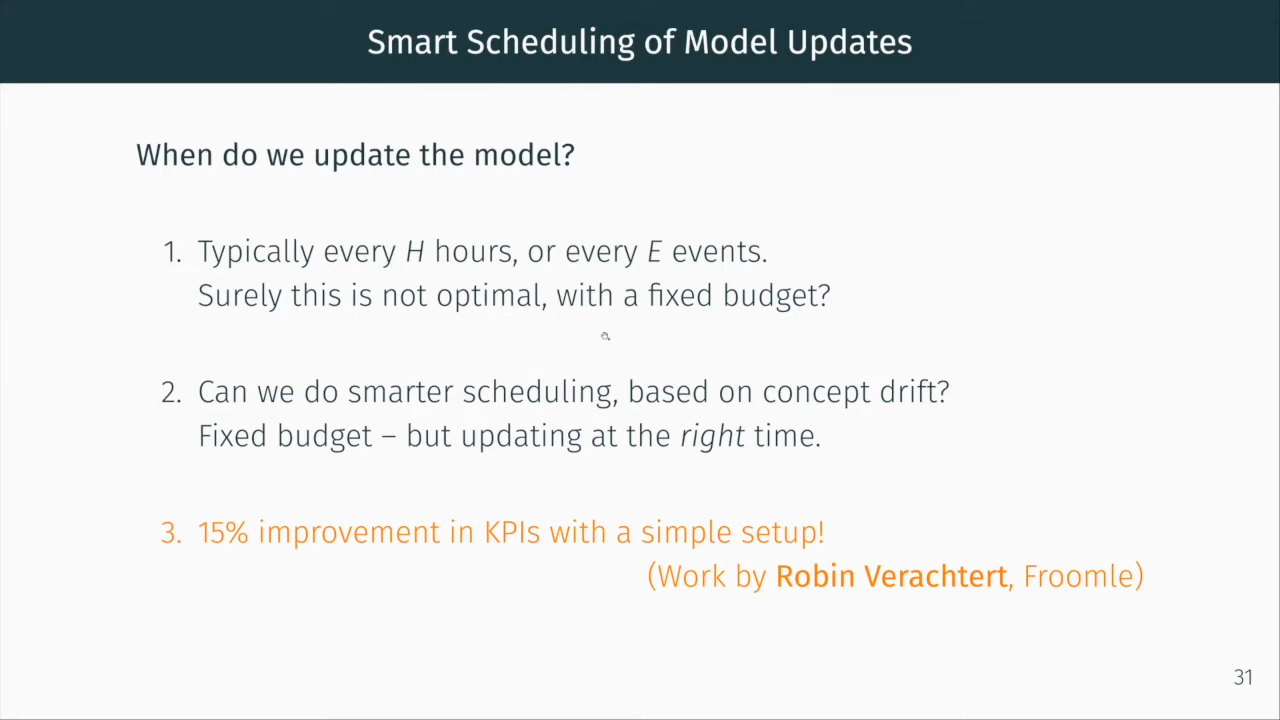 Smart Scheduling of Model Updates
When do we update the model?
1. Typically every H hours, or every E events.
Surely this is not optimal, with a fixed budget?
2. Can we do smarter scheduling, based on concept drift?
Fixed budget – but updating at the right time.
3. 15% improvement in KPIs with a simple setup!
(Work by Robin Verachtert, Froomle)
31